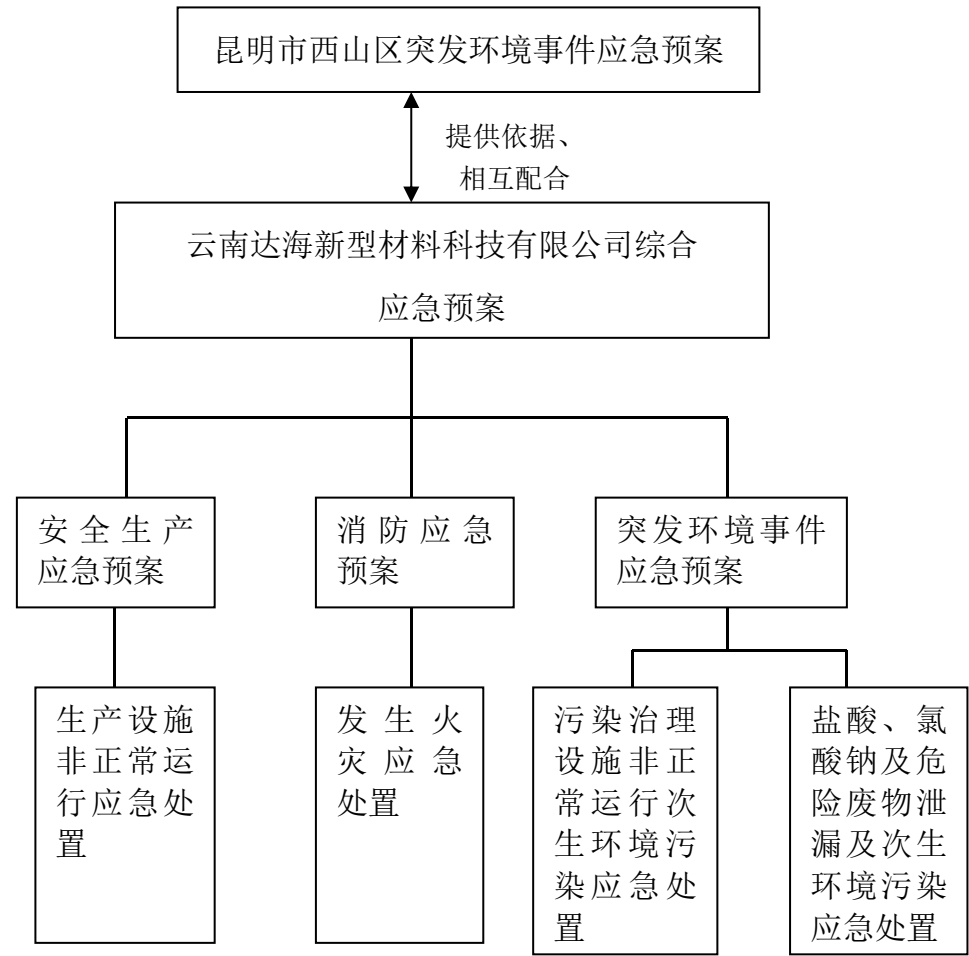 昆明市西山区突发环境事件应急预案
提供依据、
相互配合
云南达海新型材料科技有限公司综合
应急预案
安全生产
应急预案
消防应急
预案
突发环境事件
应急预案
生产设施
非正常运
行应急处
置
发生火
灾应急
处置
污染治理
设施非正
常运行次
生环境污
染应急处
置
盐酸、氯
酸钠及危
险废物泄
漏及次生
环境污染
应急处置